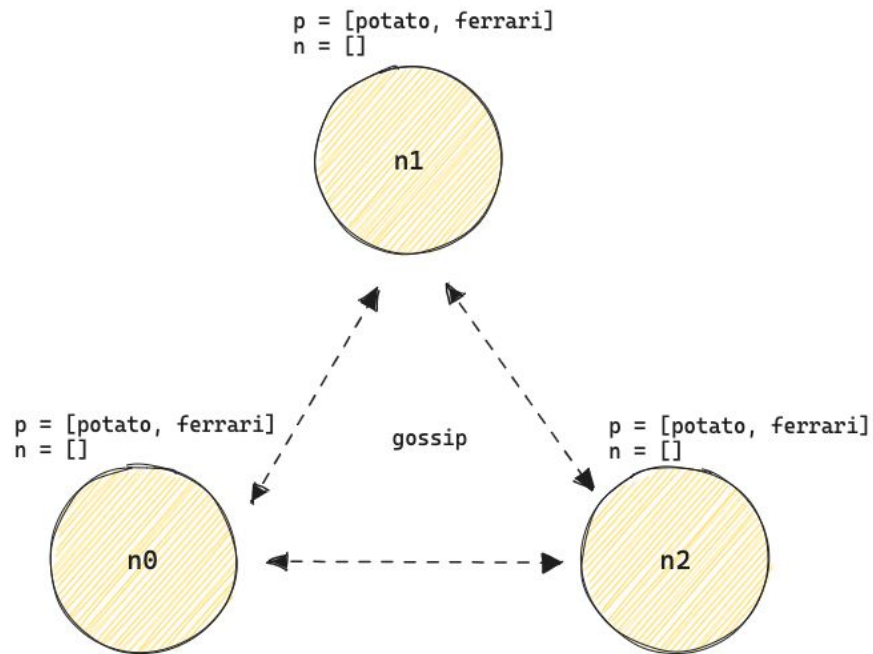 p = [potato, ferrari]
n = []
n1
p = [potato, ferrari]
n = []
gossip
p = [potato, ferrari]
n = []
n0
n2